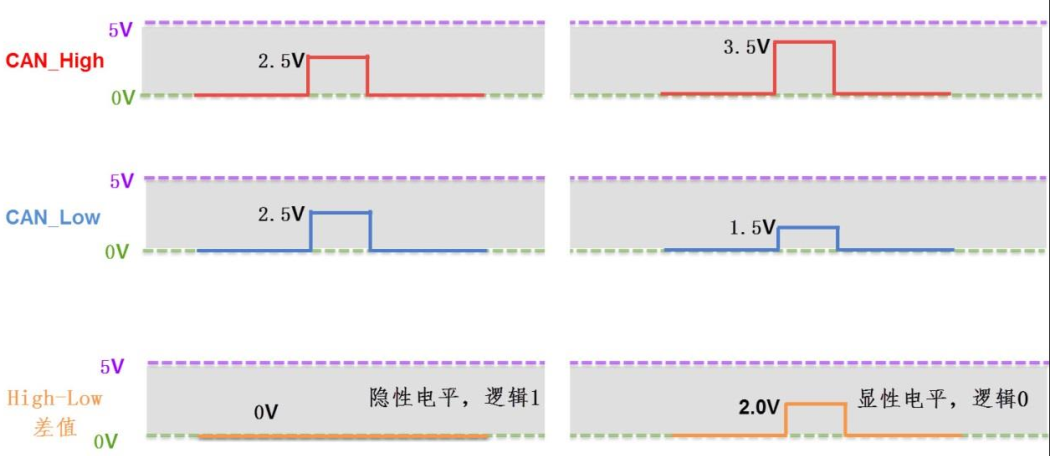 5V
CAN_High
2.5V
3.5V
0V
5V
CAN_Low
2.5V
1.5V
0V
5V
High-Low
差值
0V
隐性电平，逻辑1
2.0V
显性电平，逻辑0
0V